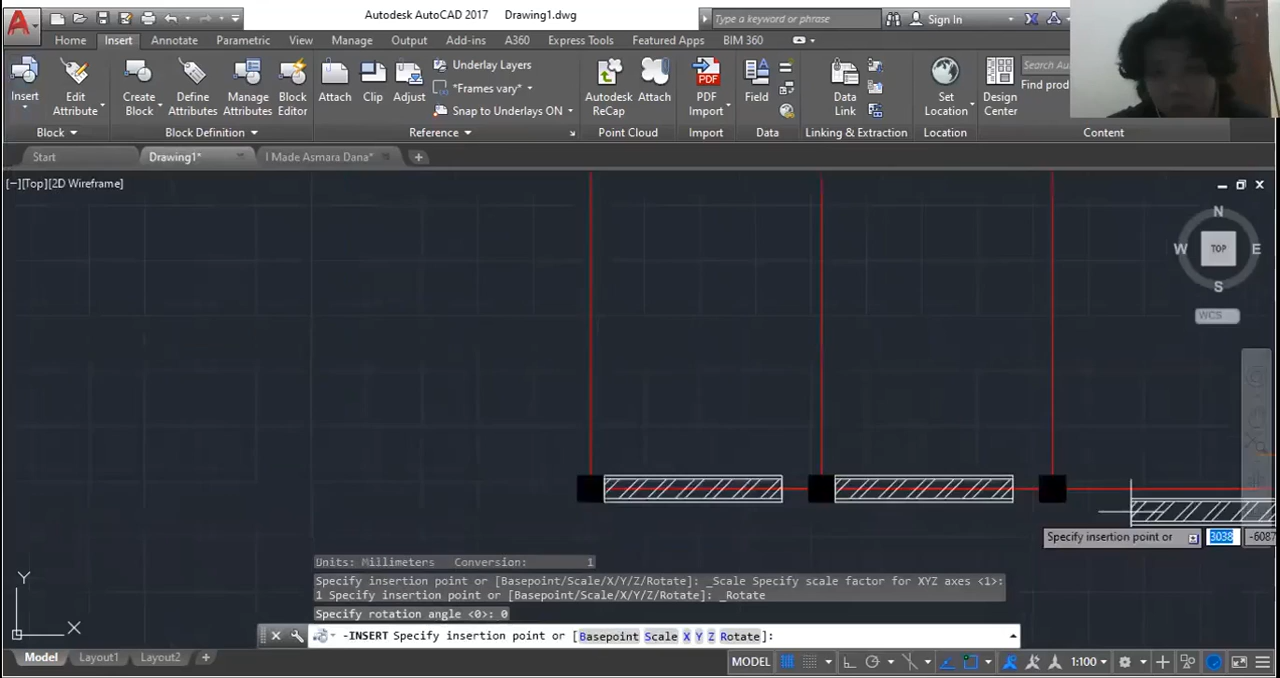 Autodesk AutoCAD 2017 Drawing1.dwg
Type a keyword or phrase
Sign In
Home Insert Annotate Parametric View Manage Output Add-ins A360 Express Tools Featured Apps BIM 360
Insert
Edit Attribute
Create Block
Define Attributes
Manage Attributes
Block Editor
Attach
Clip
Adjust
Underlay Layers
*Frames vary*
Snap to Underlays ON
Autodesk ReCap
Attach
PDF Import
Field
Data Link
Set Location
Design Center
Search Au
Find prod
Block Block Definition Reference Point Cloud Import Data Linking & Extraction Location Content
Start Drawing1* I Made Asmara Dana*
[−][Top][2D Wireframe]
N
W TOP E
S
WCS
Specify insertion point or 3038 -6087
Units: Millimeters Conversion: 1
Specify insertion point or [Basepoint/Scale/X/Y/Z/Rotate]: _Scale Specify scale factor for XYZ axes <1>:
1 Specify insertion point or [Basepoint/Scale/X/Y/Z/Rotate]: _Rotate
Specify rotation angle <0>: 0
-INSERT Specify insertion point or [Basepoint Scale X Y Z Rotate]:
Y
X
Model Layout1 Layout2 + MODEL 1:100